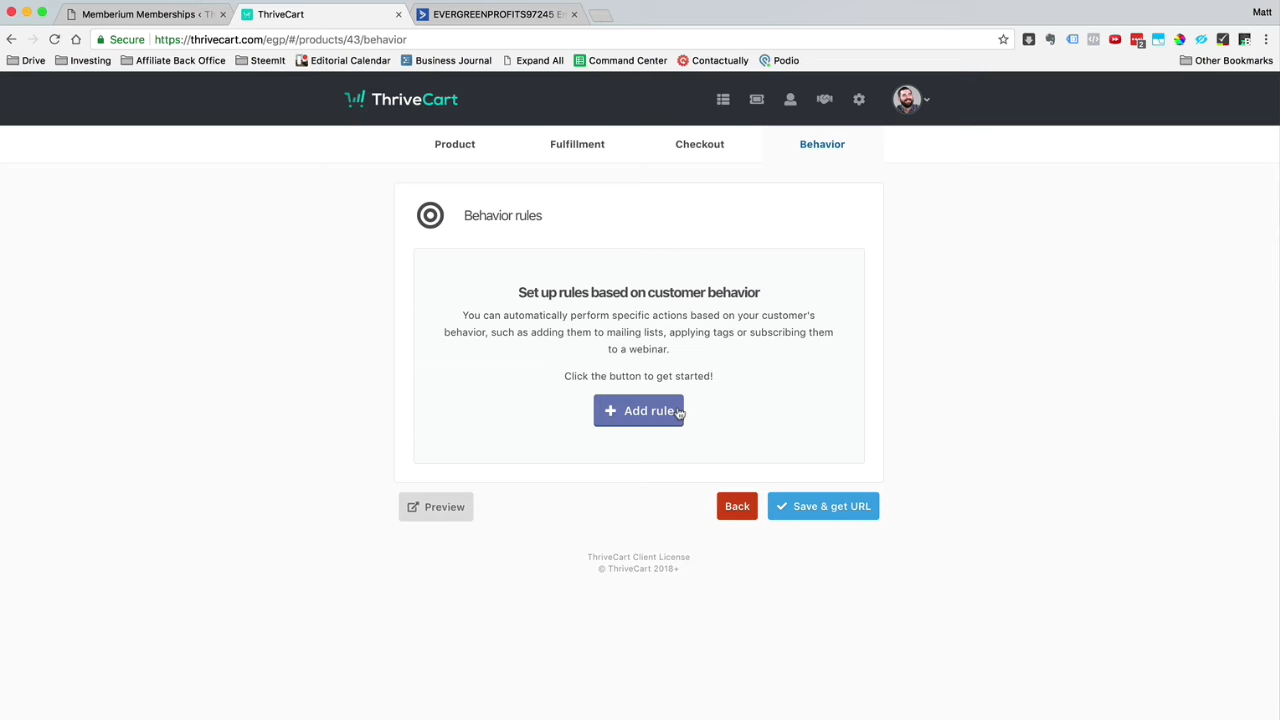 Memberium Memberships ‹ Th
ThriveCart
EVERGREENPROFITS97245 E
Matt
Secure
https://thrivecart.com/egp/#/products/43/behavior
2
Drive
Investing
Affiliate Back Office
SteemIt
Editorial Calendar
Business Journal
Expand All
Command Center
Contactually
Podio
Other Bookmarks
ThriveCart
Product
Fulfillment
Checkout
Behavior
Behavior rules
Set up rules based on customer behavior
You can automatically perform specific actions based on your customer's
behavior, such as adding them to mailing lists, applying tags or subscribing them
to a webinar.
Click the button to get started!
Add rule
Preview
Back
Save & get URL
ThriveCart Client License
© ThriveCart 2018+